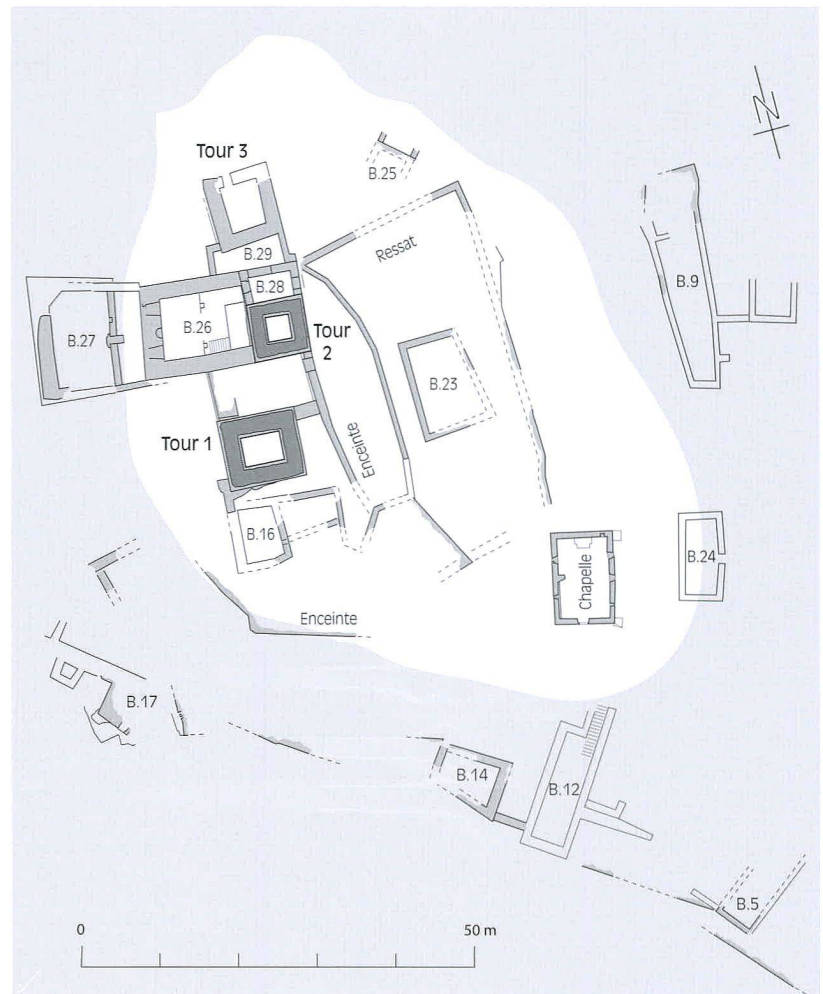 N
Tour 3
B.25
B.29
Ressat
B.28
B.9
B.26
B.27
Tour
2
B.23
Tour 1
Enceinte
B.16
B.24
Chapelle
Enceinte
B.17
B.14
B.12
B.5
0
50 m